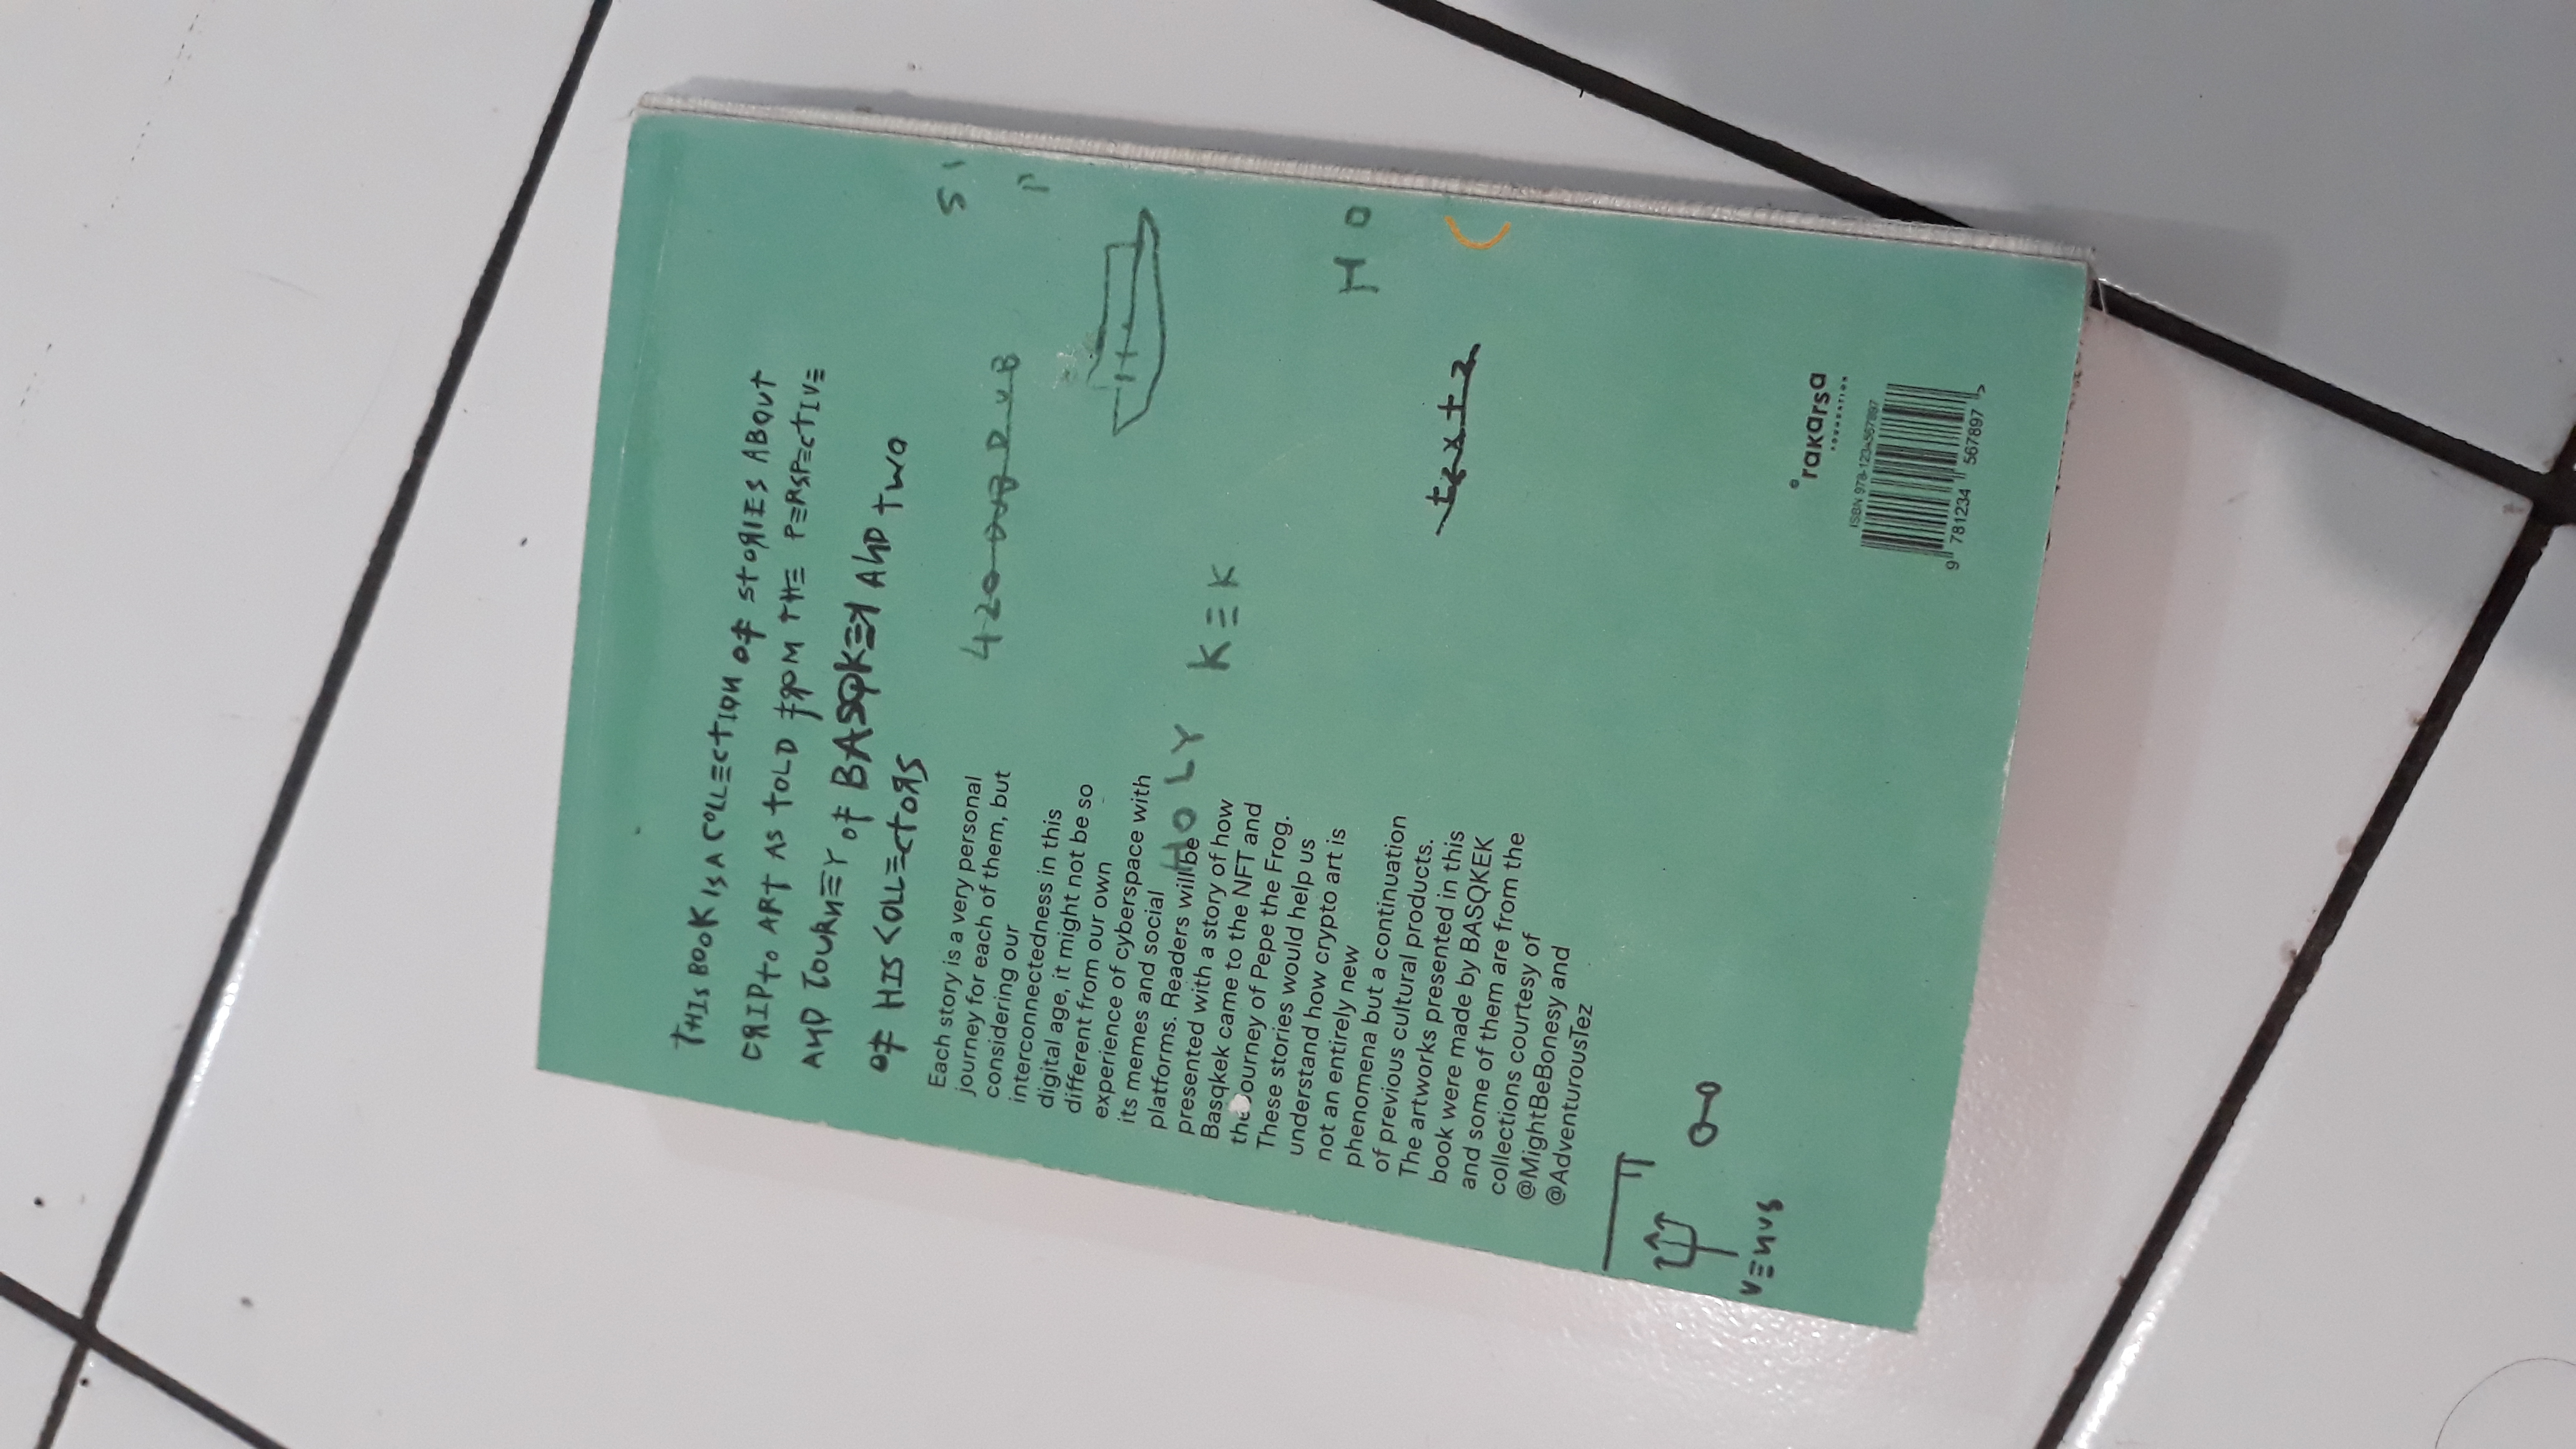 THIS BOOK IS A COLLECTION OF STORIES ABOUT
CRIPTO ART AS TOLD FROM THE PERSPECTIVE
AND JOURNEY OF BASQKEK AND TWO
OF HIS COLLECTORS
Each story is a very personal
journey for each of them, but
considering our
interconnectedness in this
digital age, it might not be so
different from our own
experience of cyberspace with
its memes and social
platforms. Readers will be
presented with a story of how
Basqkek came to the NFT and
the ourney of Pepe the Frog.
These stories would help us
understand how crypto art is
not an entirely new
phenomena but a continuation
of previous cultural products.
The artworks presented in this
book were made by BASQKEK
and some of them are from the
collections courtesy of
@MightBeBonesy and
@AdventurousTez
HOLY KEK
HO
VENUS
rakarsa
FOUNDATION
ISBN 978-1234567897
9 781234 567897 >